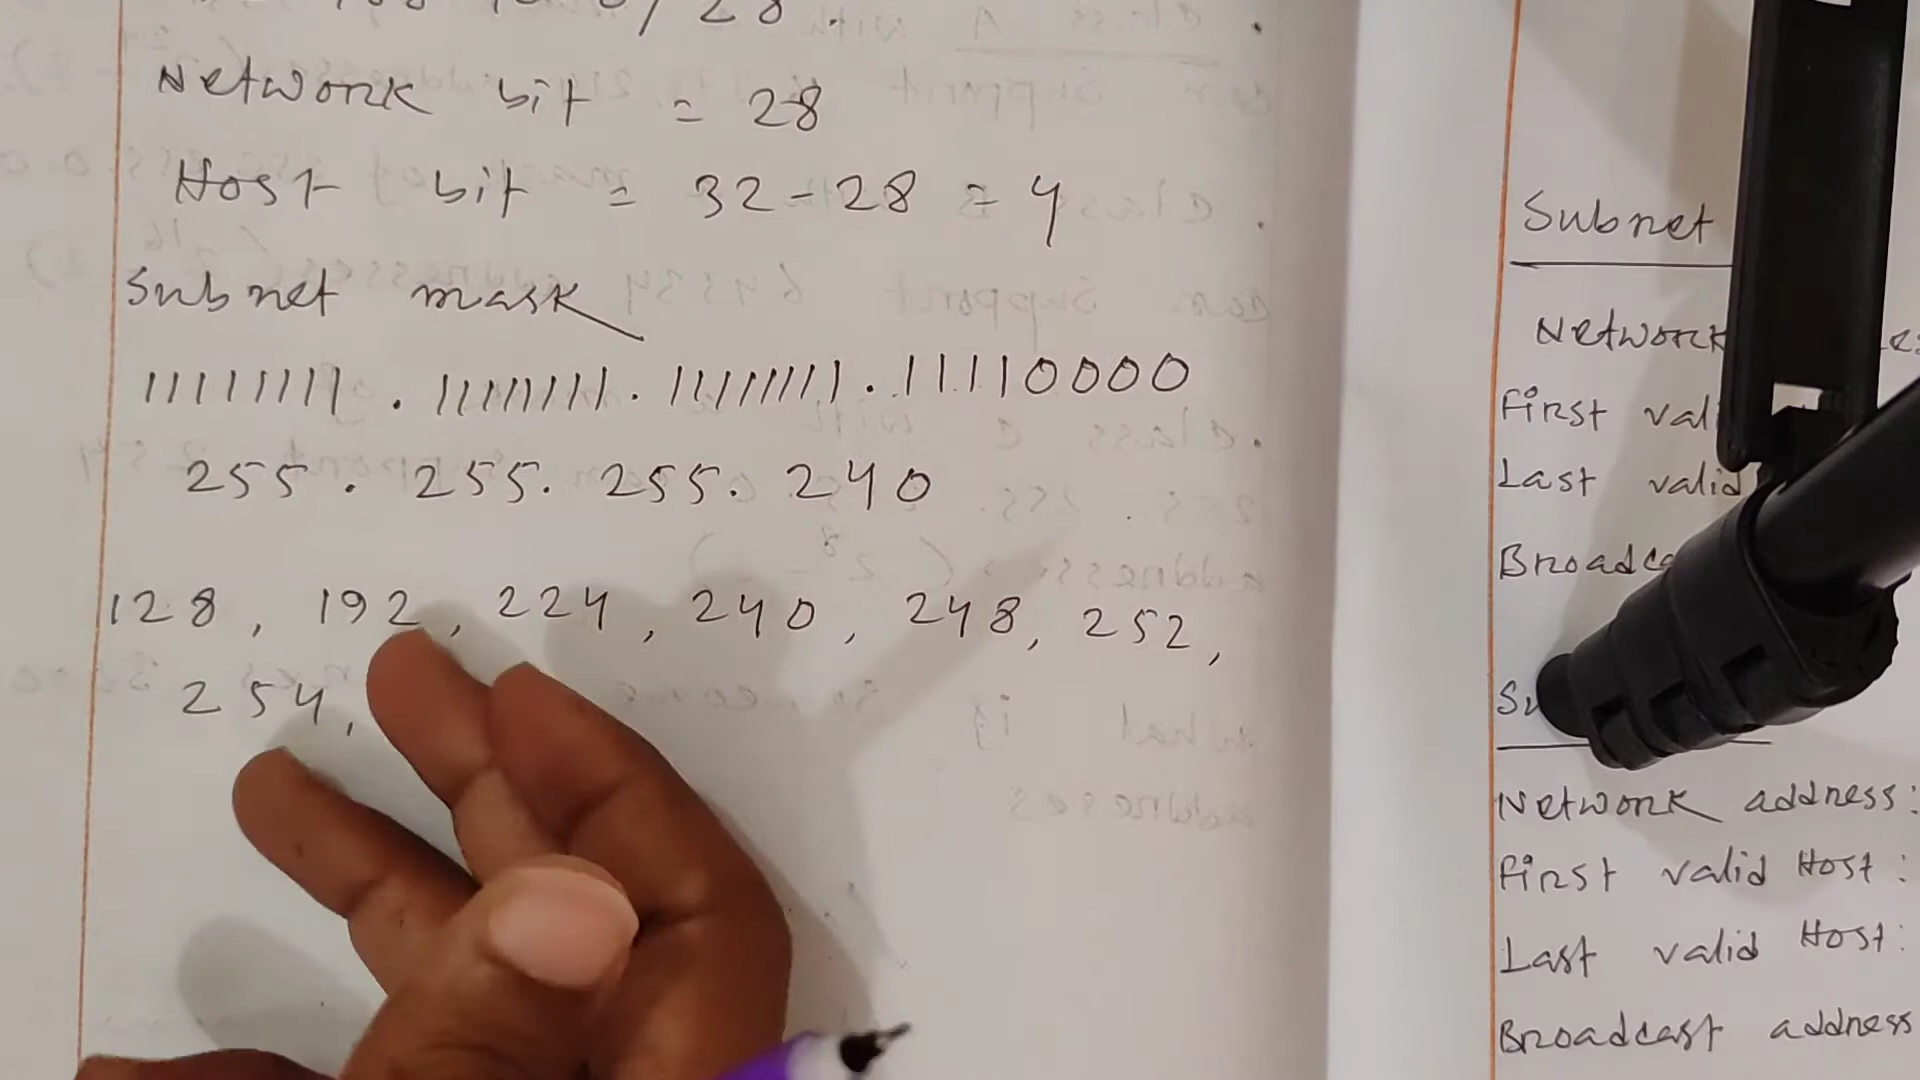 /28.
Network bit = 28
Host bit = 32-28 = 4
Subnet mask
11111111 . 11111111 . 11111111 . 11110000
255 . 255. 255. 240
128, 192, 224, 240, 248, 252,
254,
Subnet
Network
First
Last valid
Network address:
First valid Host:
Last valid Host:
Broadcast address